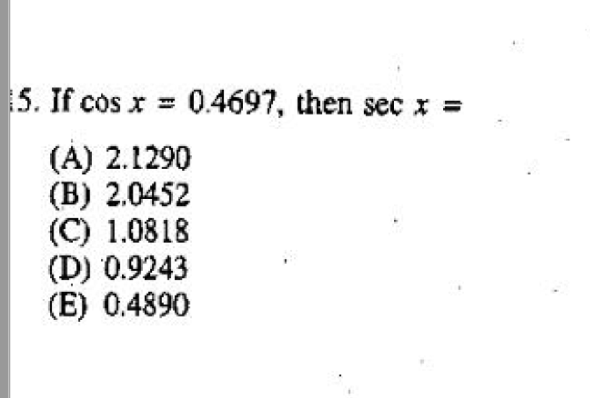 15. If cos x = 0.4697, then sec x =
(A) 2.1290
(B) 2.0452
(C) 1.0818
(D) 0.9243
(E) 0.4890